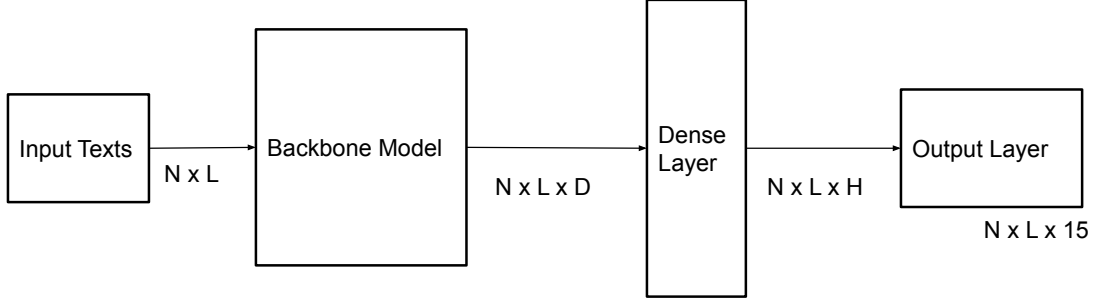 Input Texts
N x L
Backbone Model
N x L x D
Dense
Layer
N x L x H
Output Layer
N x L x 15